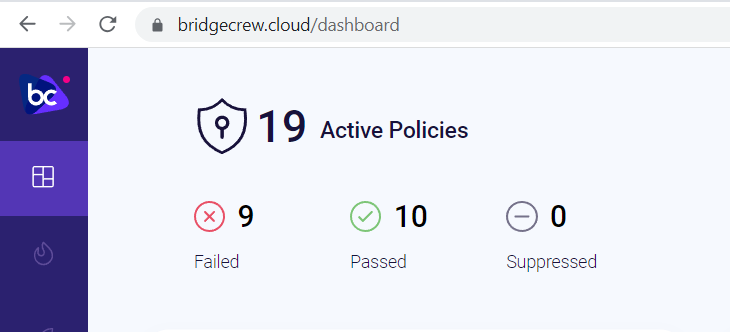 bridgecrew.cloud/dashboard
bc
19 Active Policies
9 10 0
Failed Passed Suppressed